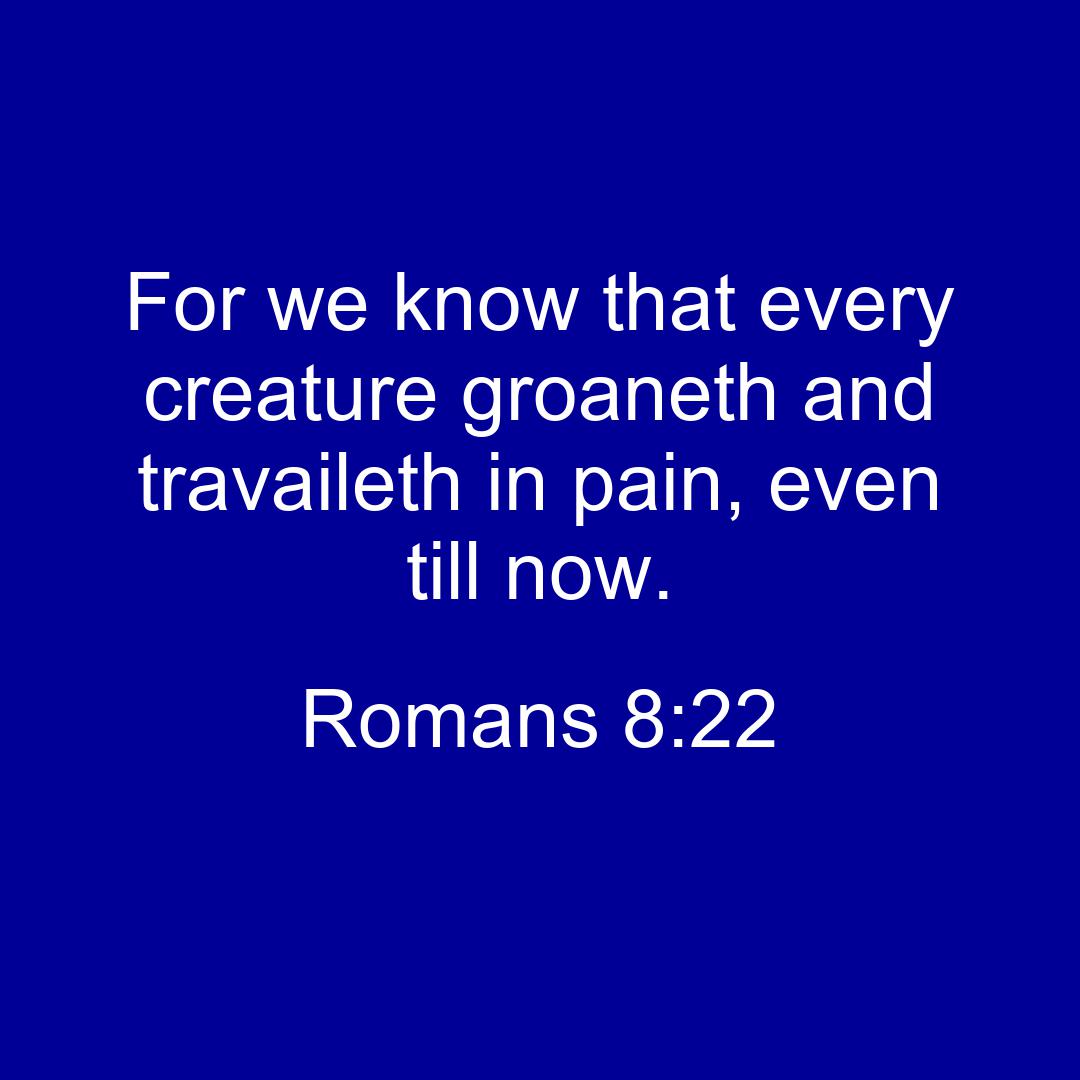 For we know that every
creature groaneth and
travaileth in pain, even
till now.
Romans 8:22